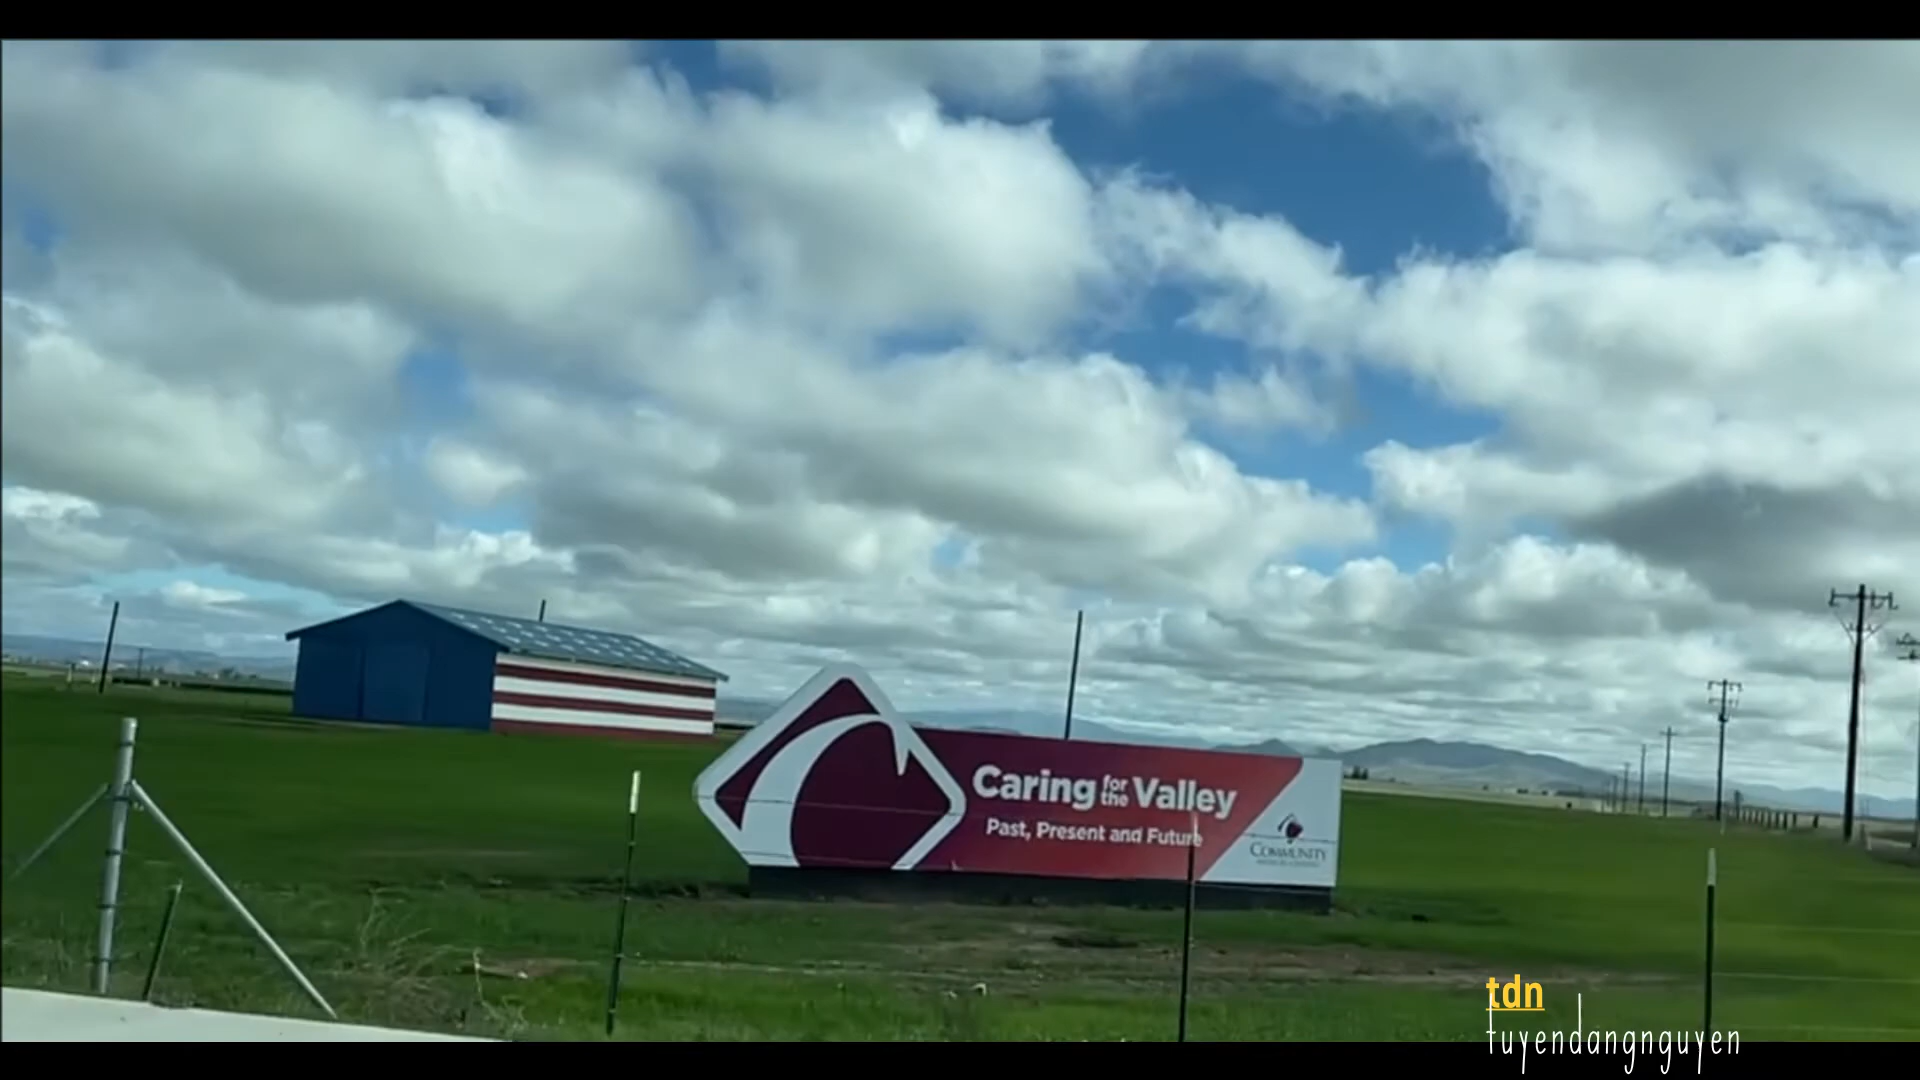 Caring for the Valley
Past, Present and Future
COMMUNITY
tdn
tuyendangnguyen